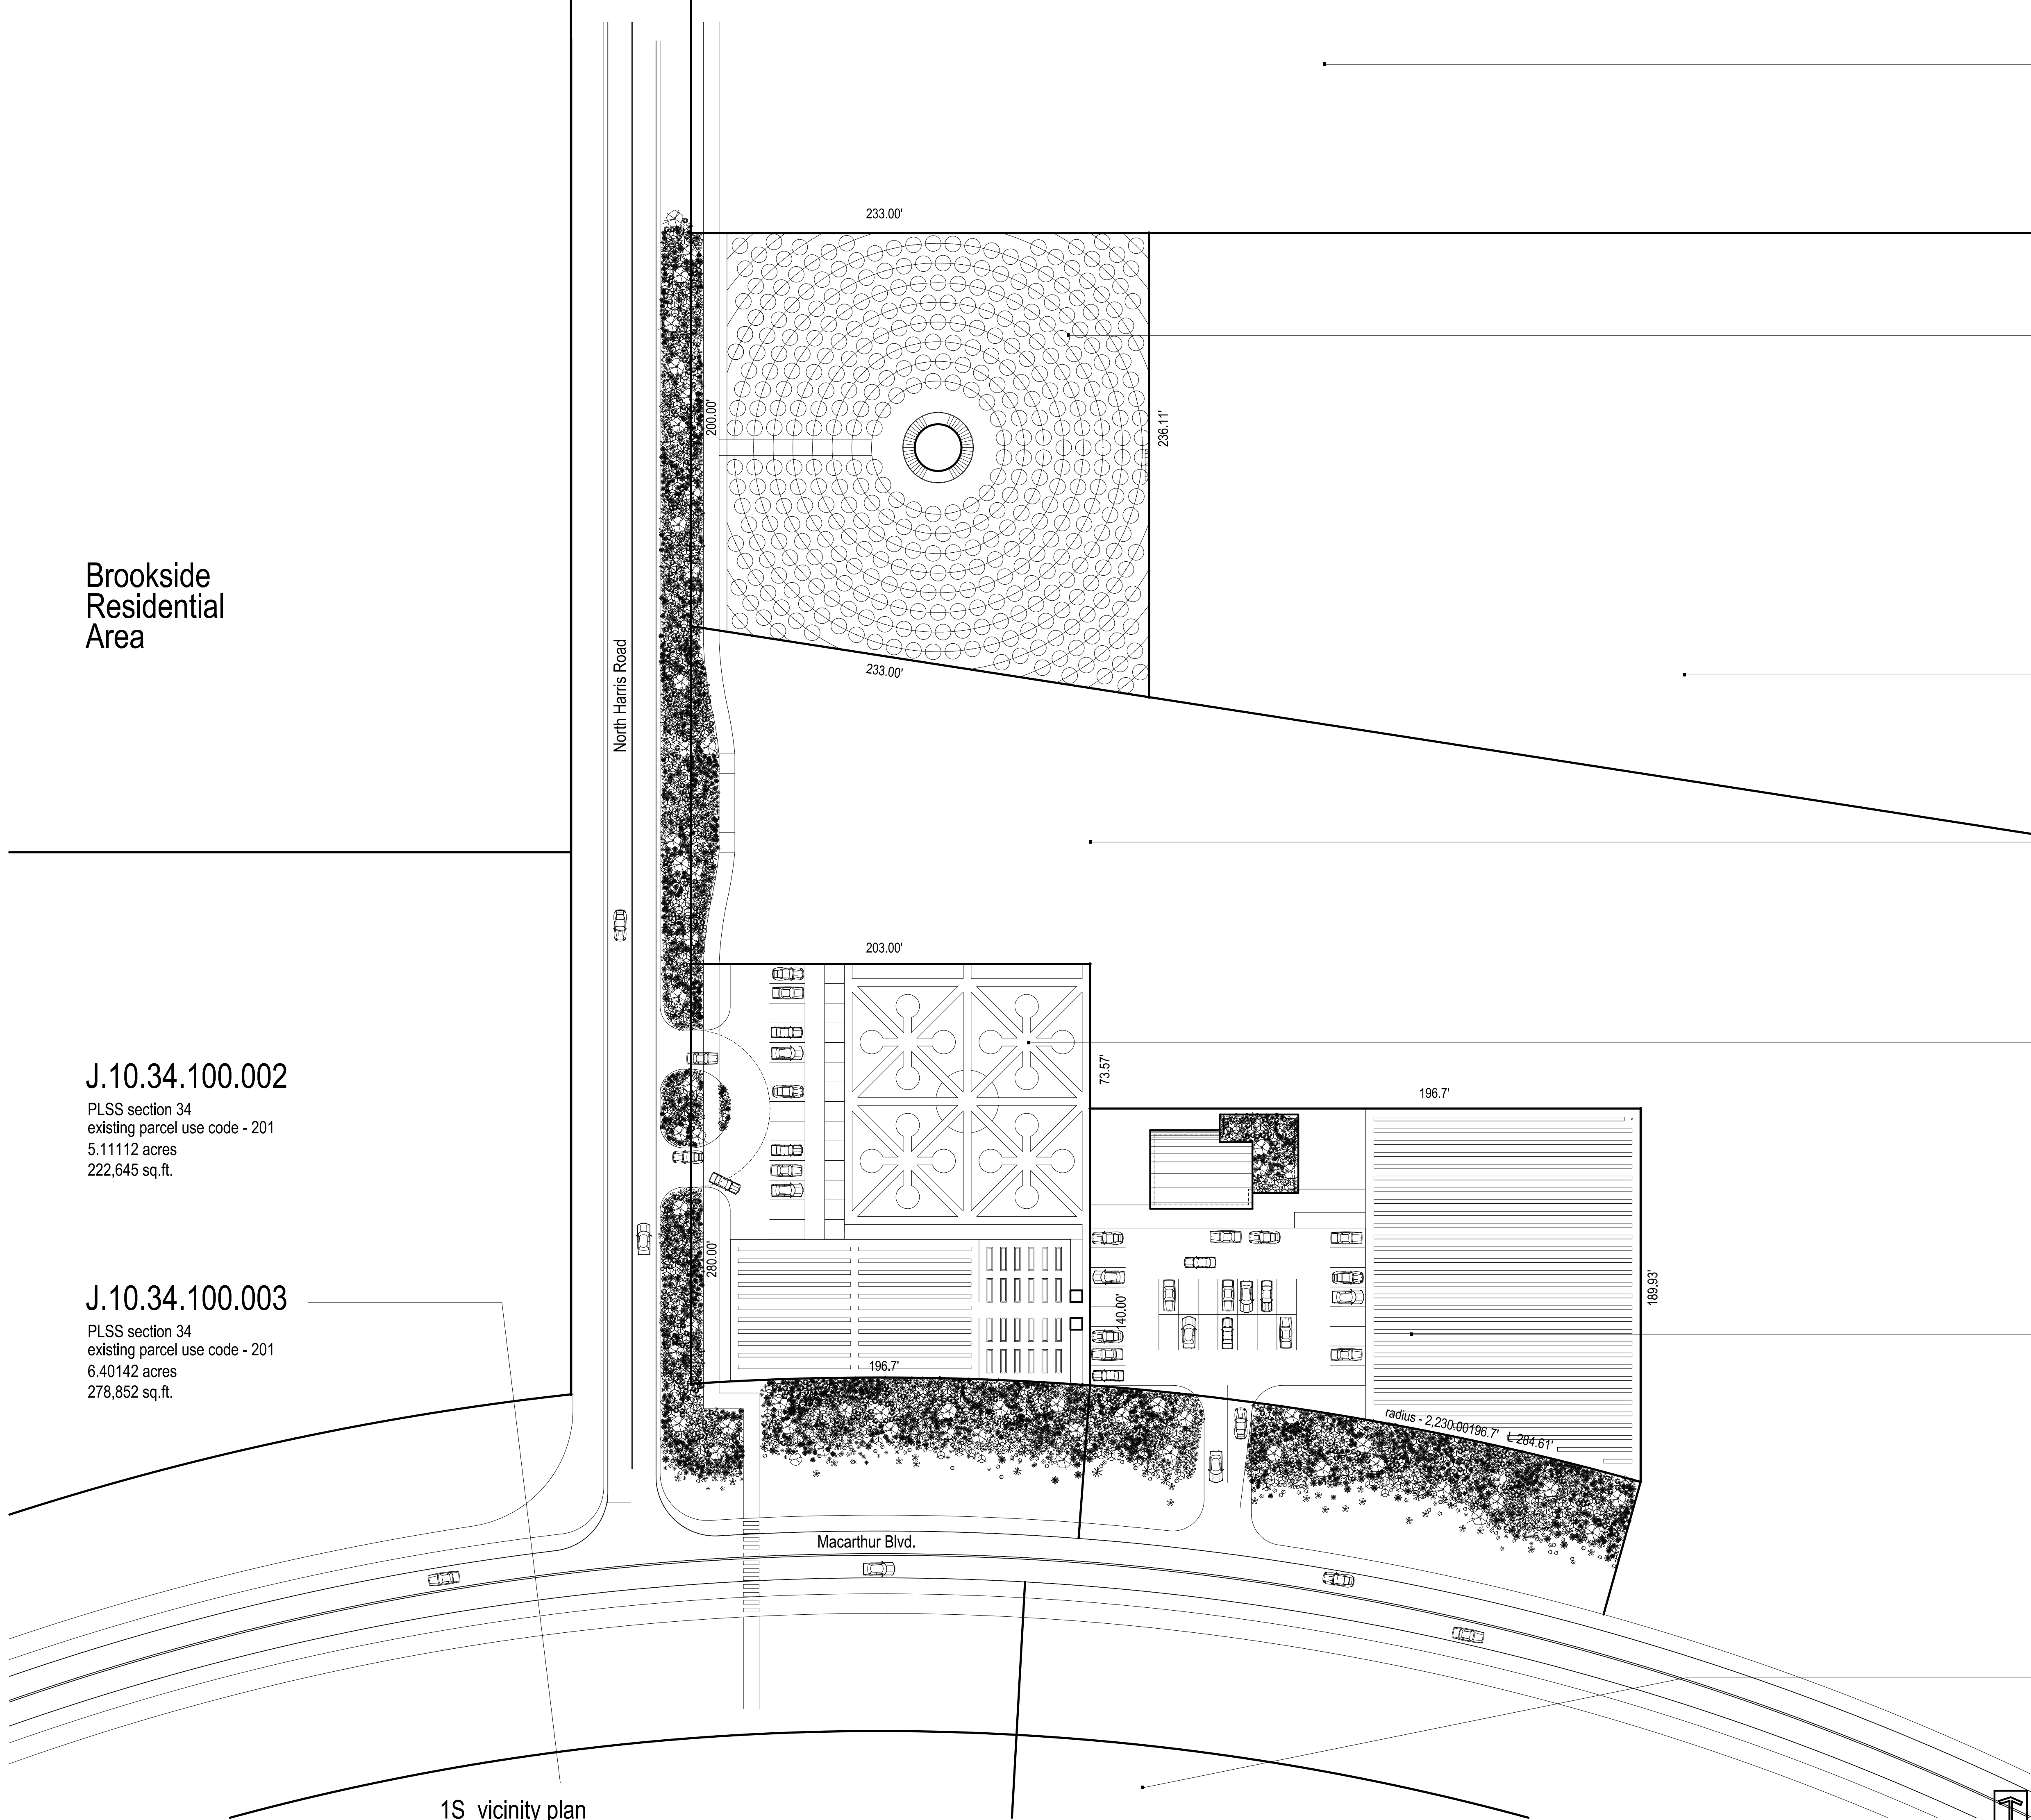 233.00'
200.00'
236.11'
Brookside
Residential
Area
North Harris Road
233.00'
203.00'
73.57'
J.10.34.100.002
PLSS section 34
existing parcel use code - 201
5.11112 acres
222,645 sq.ft.
196.7'
280.00'
140.00'
189.93'
J.10.34.100.003
PLSS section 34
existing parcel use code - 201
6.40142 acres
278,852 sq.ft.
196.7'
radius - 2,230.00196.7' L 284.61'
Macarthur Blvd.
1S vicinity plan